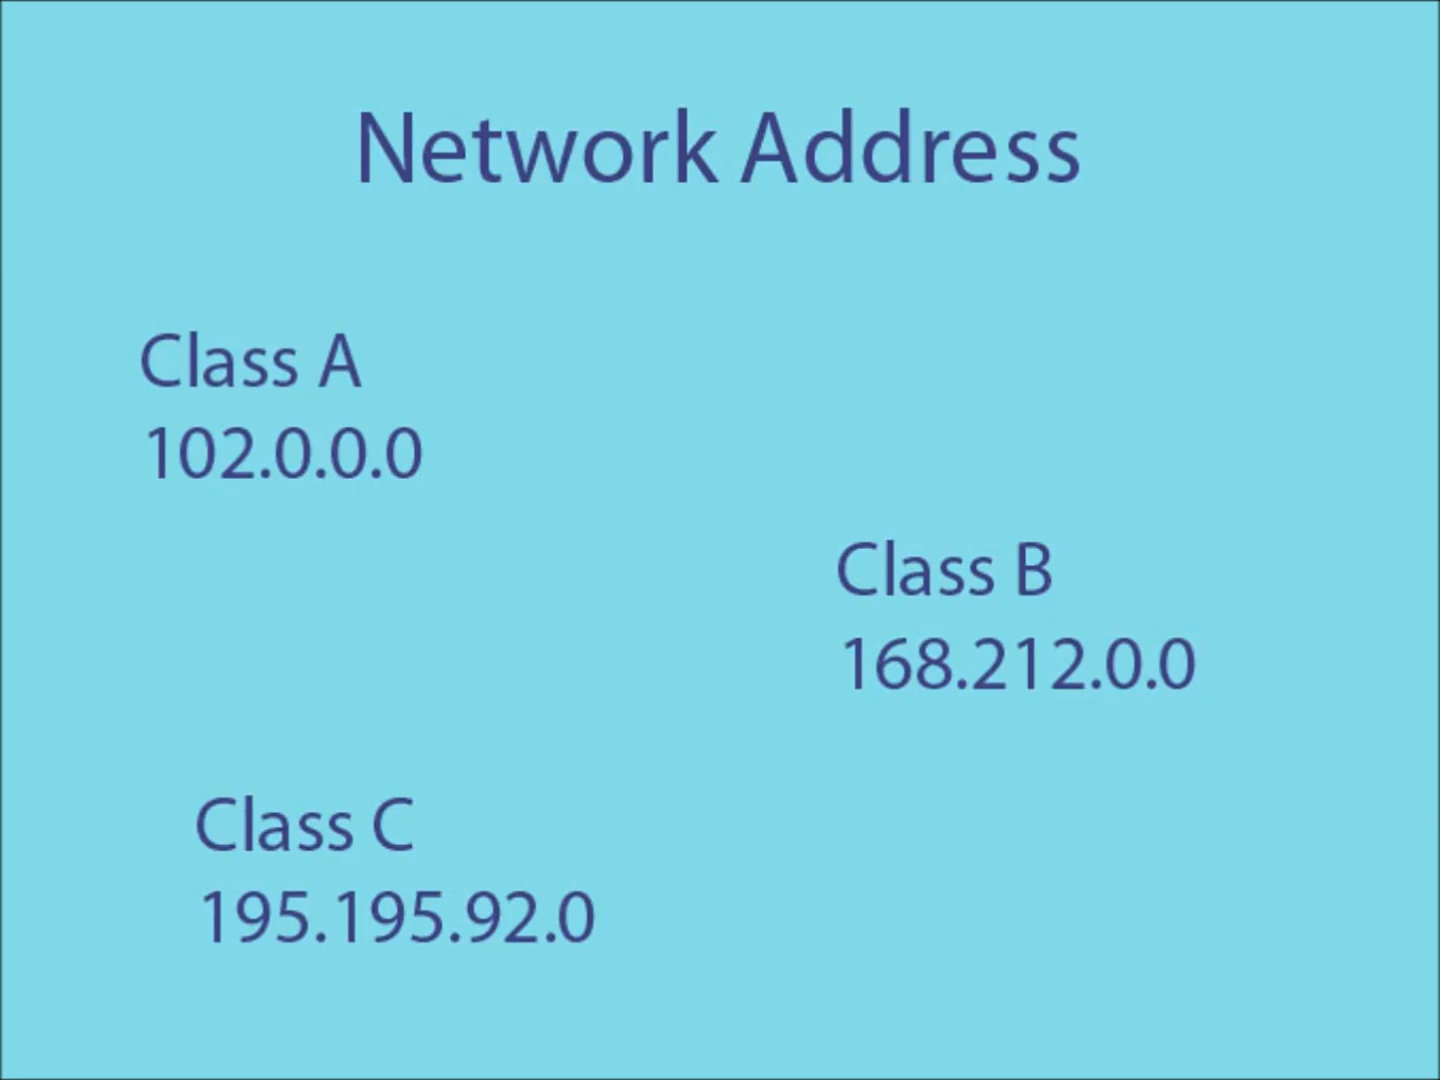 Network Address
Class A
102.0.0.0
Class B
168.212.0.0
Class C
195.195.92.0